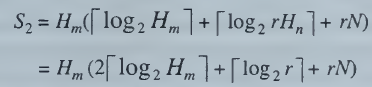 S₂ = Hₘ(⌈log₂ Hₘ⌉ + ⌈log₂ rHₙ⌉ + rN)
= Hₘ (2⌈log₂ Hₘ⌉ + ⌈log₂ r⌉ + rN)